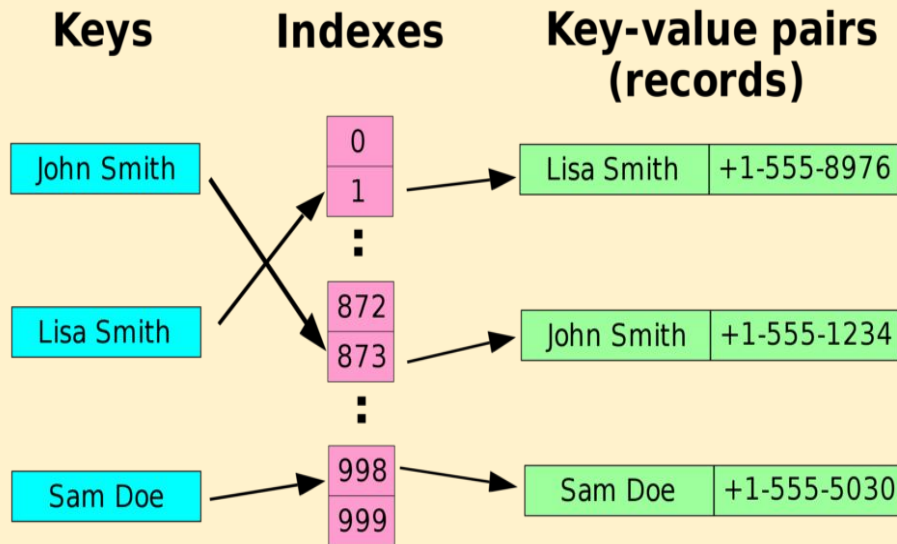 Keys
Indexes
Key-value pairs
(records)
John Smith
Lisa Smith
Sam Doe
0
1
:
872
873
:
998
999
Lisa Smith +1-555-8976
John Smith +1-555-1234
Sam Doe +1-555-5030